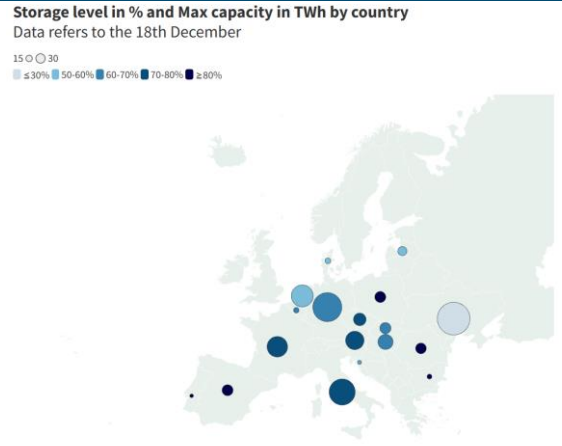 Storage level in % and Max capacity in TWh by country
Data refers to the 18th December
15 30
≤30% 50-60% 60-70% 70-80% ≥80%